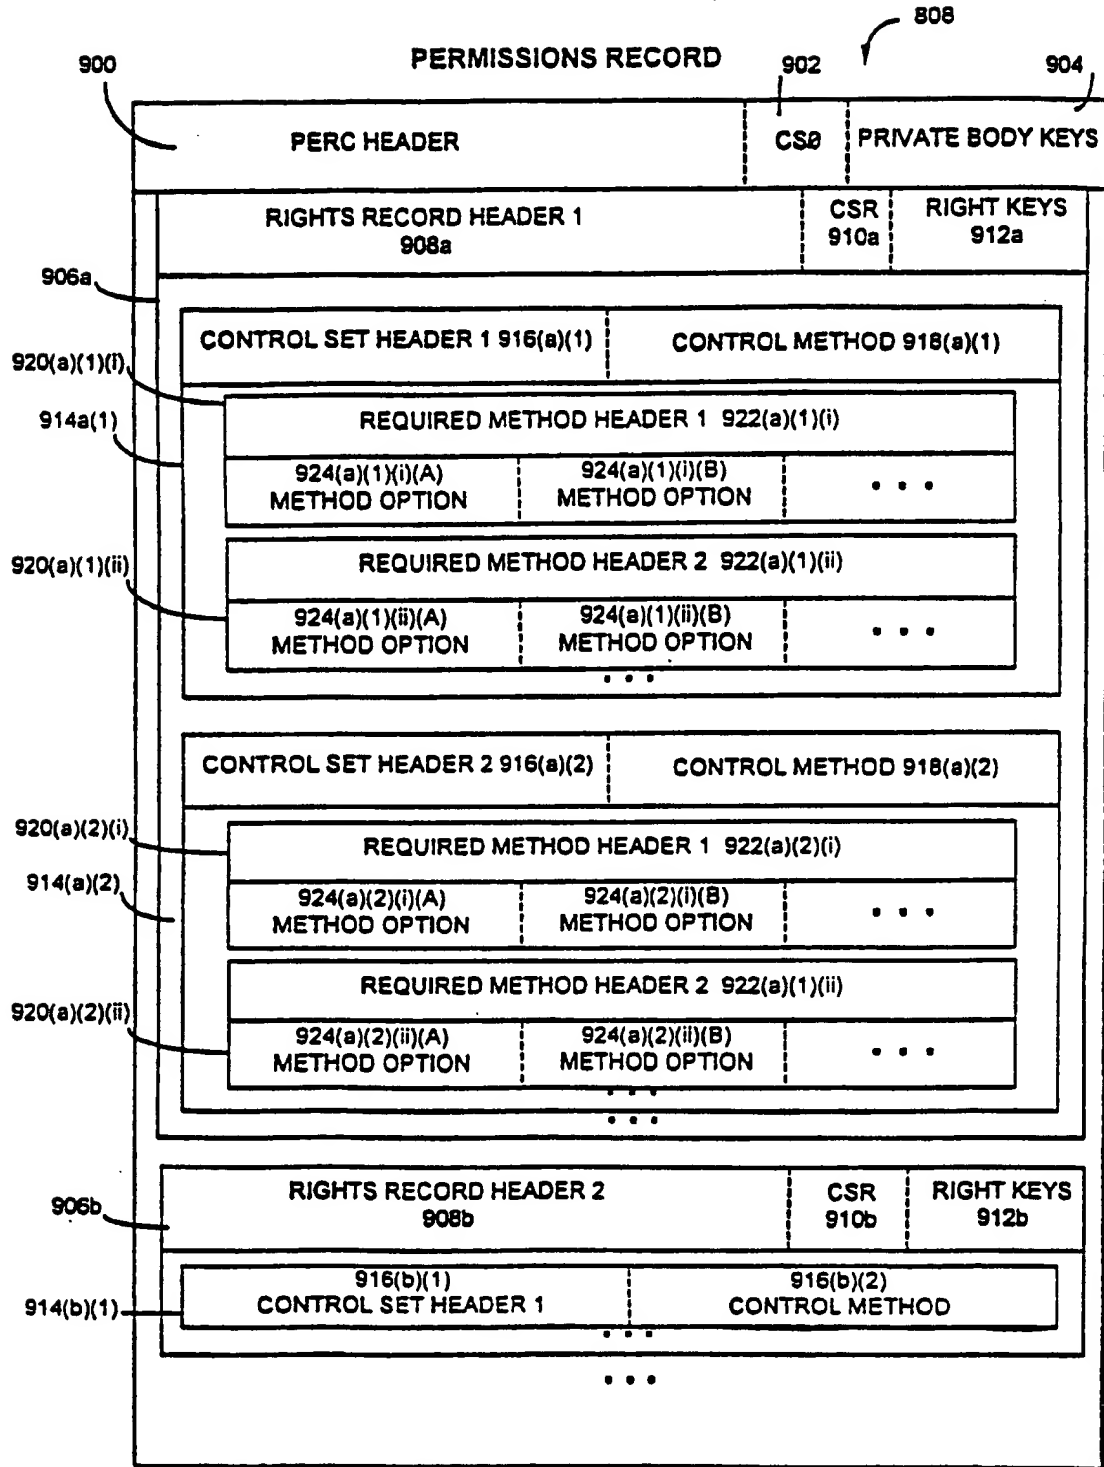 808
PERMISSIONS RECORD
900
902
904
PERC HEADER
CS0
PRIVATE BODY KEYS
RIGHTS RECORD HEADER 1
908a
CSR
910a
RIGHT KEYS
912a
906a
CONTROL SET HEADER 1 916(a)(1)
CONTROL METHOD 918(a)(1)
920(a)(1)(i)
914a(1)
REQUIRED METHOD HEADER 1 922(a)(1)(i)
924(a)(1)(i)(A)
METHOD OPTION
924(a)(1)(i)(B)
METHOD OPTION
• • •
920(a)(1)(ii)
REQUIRED METHOD HEADER 2 922(a)(1)(ii)
924(a)(1)(ii)(A)
METHOD OPTION
924(a)(1)(ii)(B)
METHOD OPTION
• • •
• • •
CONTROL SET HEADER 2 916(a)(2)
CONTROL METHOD 918(a)(2)
920(a)(2)(i)
914(a)(2)
REQUIRED METHOD HEADER 1 922(a)(2)(i)
924(a)(2)(i)(A)
METHOD OPTION
924(a)(2)(i)(B)
METHOD OPTION
• • •
920(a)(2)(ii)
REQUIRED METHOD HEADER 2 922(a)(1)(ii)
924(a)(2)(ii)(A)
METHOD OPTION
924(a)(2)(ii)(B)
METHOD OPTION
• • •
• • •
• • •
906b
RIGHTS RECORD HEADER 2
908b
CSR
910b
RIGHT KEYS
912b
914(b)(1)
916(b)(1)
CONTROL SET HEADER 1
916(b)(2)
CONTROL METHOD
• • •
• • •